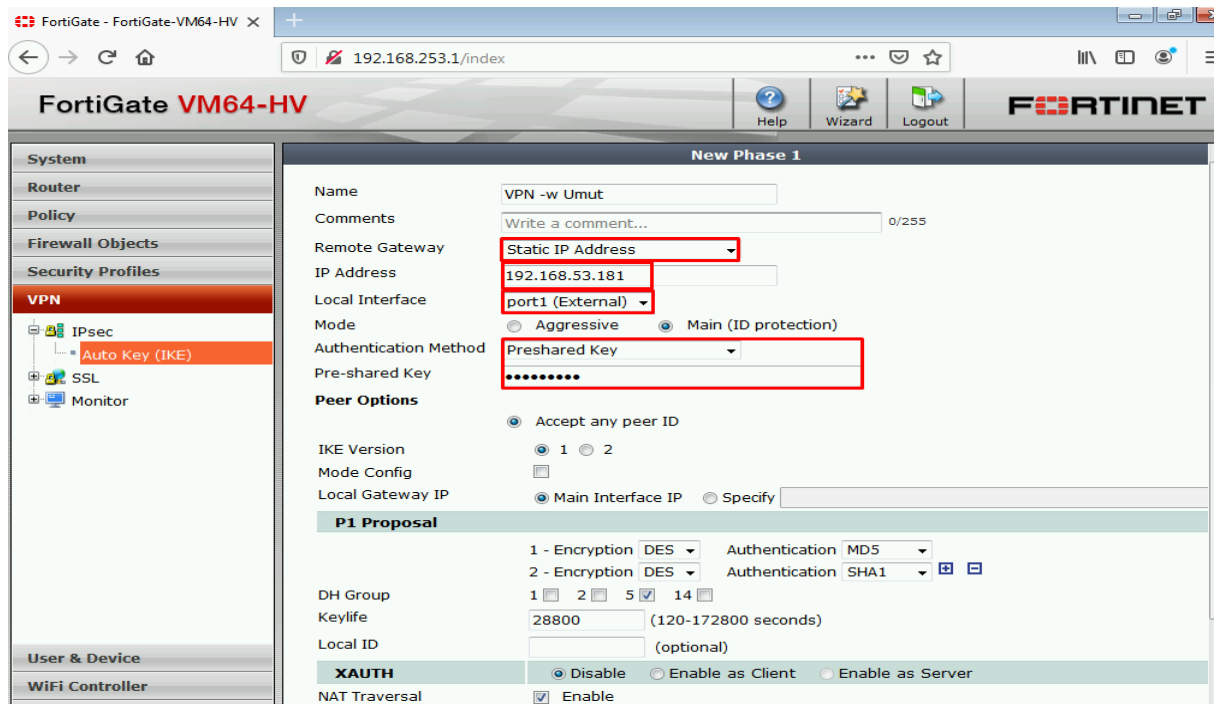 FortiGate - FortiGate-VM64-HV
192.168.253.1/index
FortiGate VM64-HV
Help
Wizard
Logout
FORTINET
System
Router
Policy
Firewall Objects
Security Profiles
VPN
IPsec
Auto Key (IKE)
SSL
Monitor
User & Device
WiFi Controller
New Phase 1
Name VPN -w Umut
Comments Write a comment... 0/255
Remote Gateway Static IP Address
IP Address 192.168.53.181
Local Interface port1 (External)
Mode Aggressive Main (ID protection)
Authentication Method Preshared Key
Pre-shared Key •••••••••
Peer Options
Accept any peer ID
IKE Version 1 2
Mode Config
Local Gateway IP Main Interface IP Specify
P1 Proposal
1 - Encryption DES Authentication MD5
2 - Encryption DES Authentication SHA1
DH Group 1 2 5 14
Keylife 28800 (120-172800 seconds)
Local ID (optional)
XAUTH Disable Enable as Client Enable as Server
NAT Traversal Enable